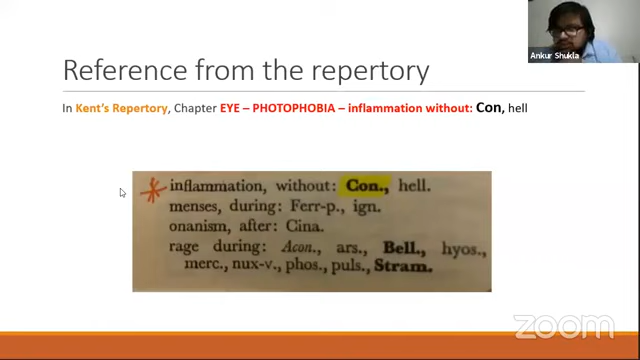 Ankur Shukla
Reference from the repertory
In Kent's Repertory, Chapter EYE – PHOTOPHOBIA – inflammation without: Con, hell
inflammation, without: Con., hell.
menses, during: Ferr-p., ign.
onanism, after: Cina.
rage during: Acon., ars., Bell., hyos.,
merc., nux-v., phos., puls., Stram.
zoom